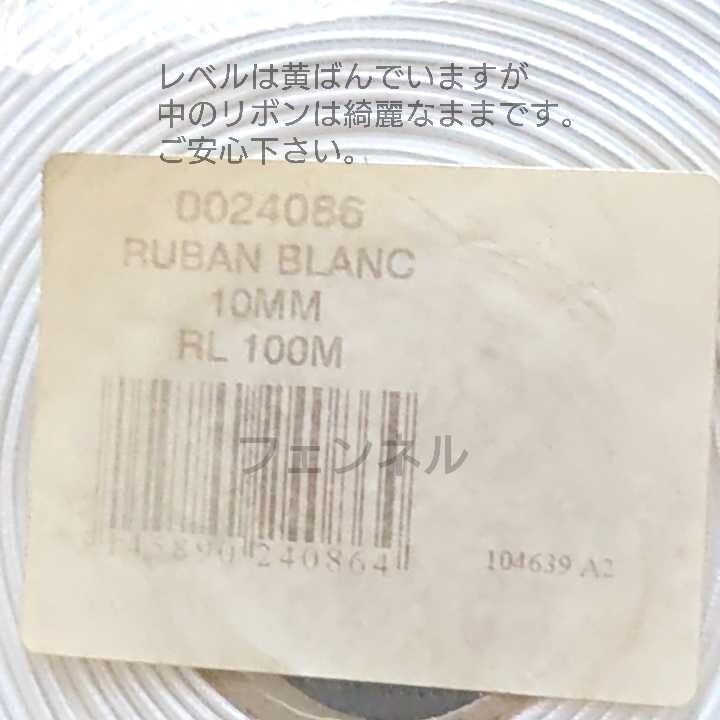 レベルは黄ばんでいますが
中のリボンは綺麗なままです。
ご安心下さい。
0024086
RUBAN BLANC
10MM
RL 100M
フェンネル
240864
104639 A2